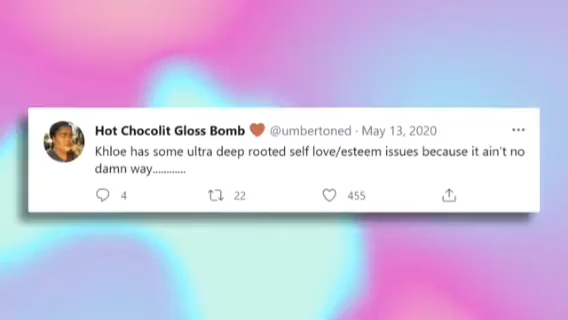 Hot Chocolit Gloss Bomb 🤎 @umbertoned · May 13, 2020 ···
Khloe has some ultra deep rooted self love/esteem issues because it ain't no
damn way............
4 22 455